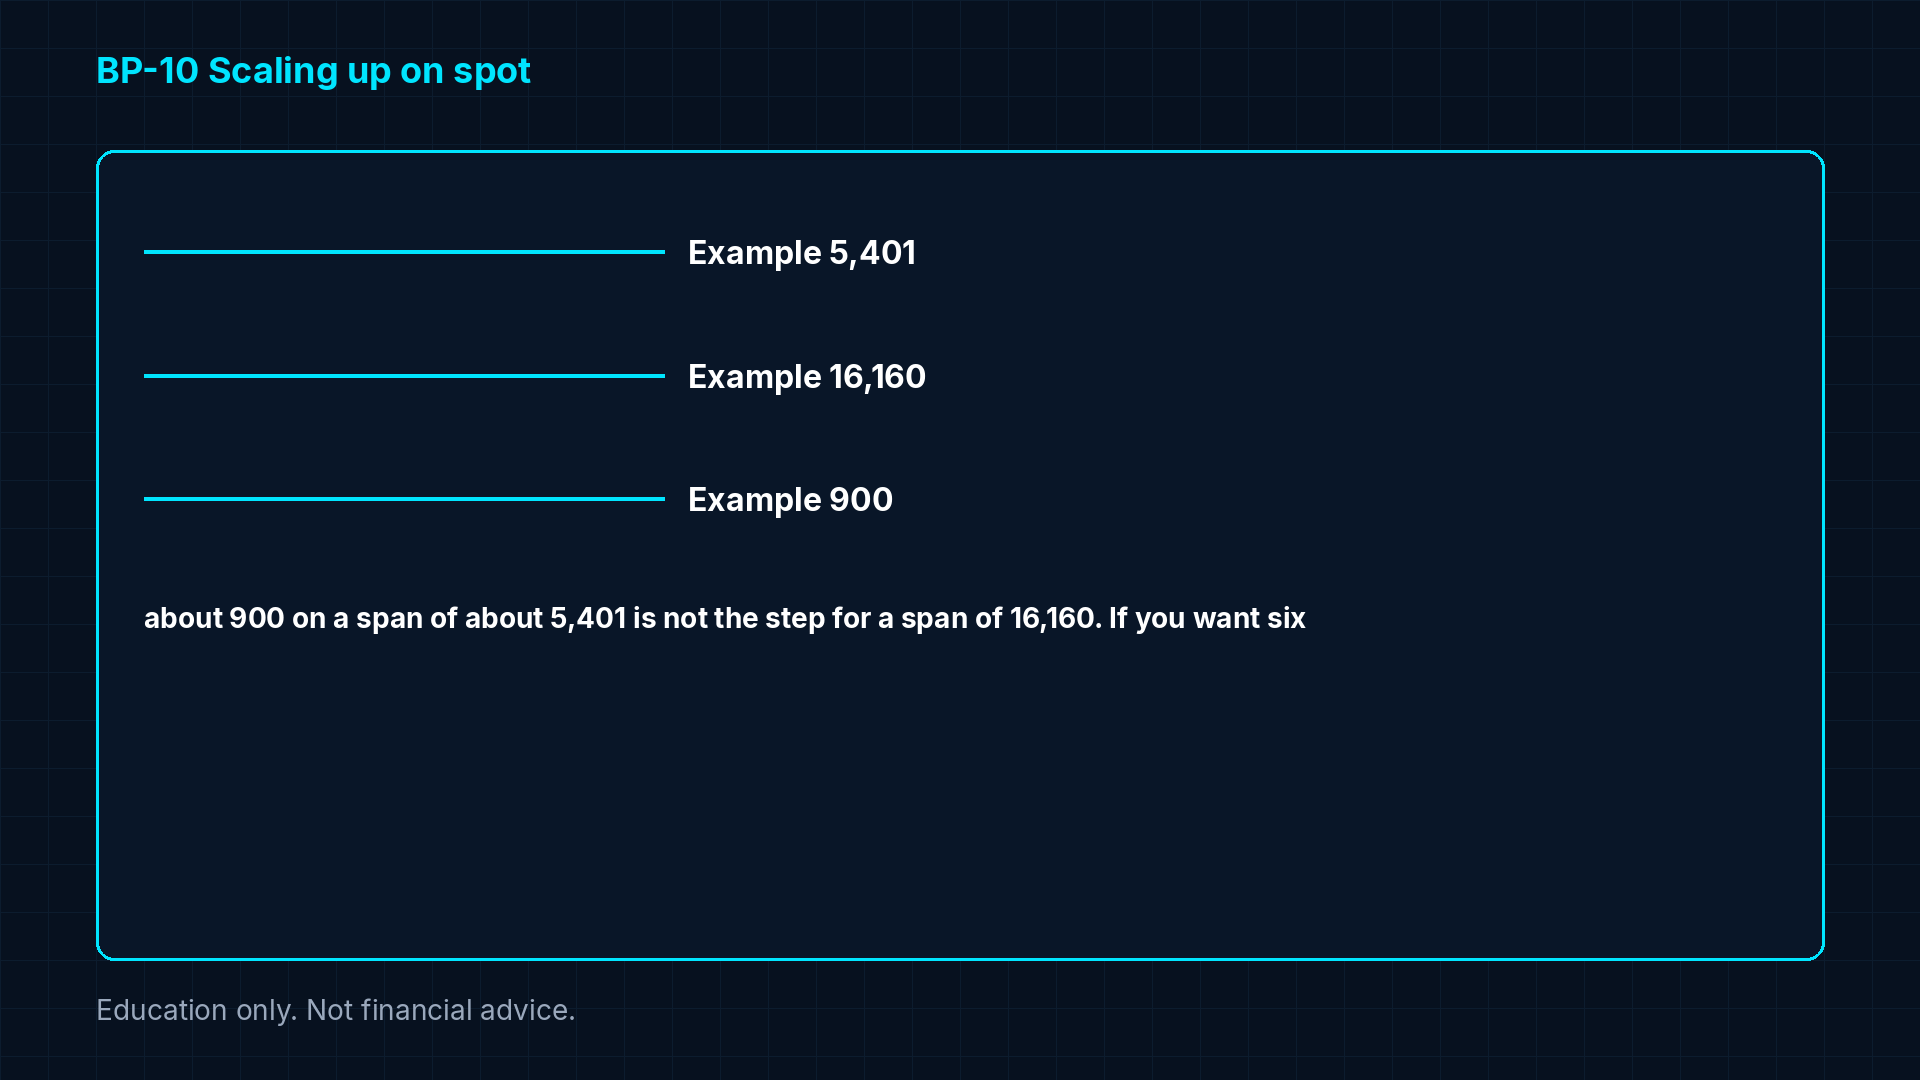 BP-10 Scaling up on spot
Example 5,401
Example 16,160
Example 900
about 900 on a span of about 5,401 is not the step for a span of 16,160. If you want six
Education only. Not financial advice.